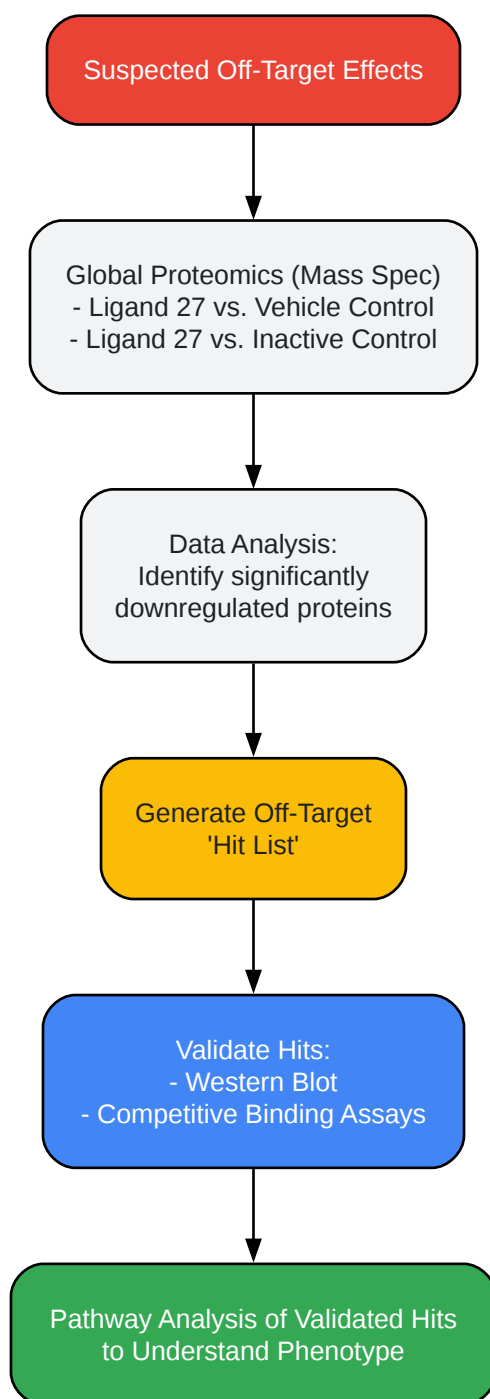 Suspected Off-Target Effects
Global Proteomics (Mass Spec)
- Ligand 27 vs. Vehicle Control
- Ligand 27 vs. Inactive Control
Data Analysis:
Identify significantly
downregulated proteins
Generate Off-Target
'Hit List'
Validate Hits:
- Western Blot
- Competitive Binding Assays
Pathway Analysis of Validated Hits
to Understand Phenotype